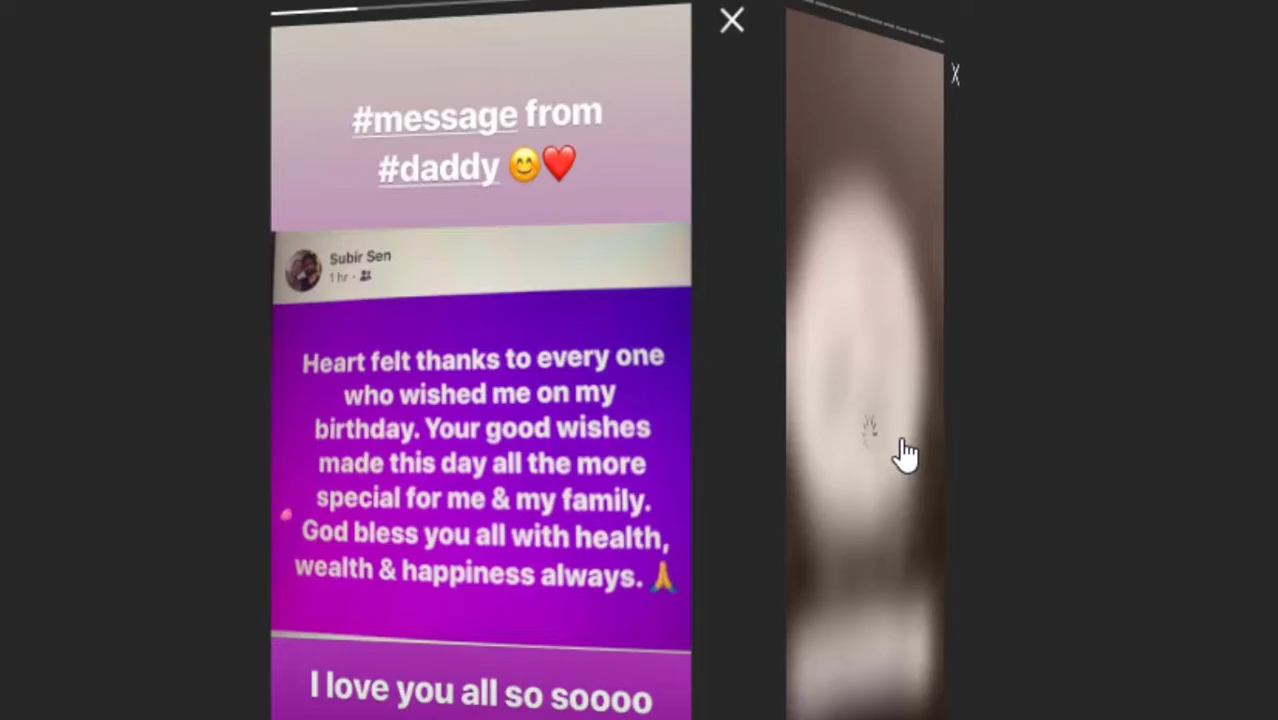 #message from
#daddy 😊❤️
Subir Sen
1 hr ·
Heart felt thanks to every one
who wished me on my
birthday. Your good wishes
made this day all the more
special for me & my family.
God bless you all with health,
wealth & happiness always. 🙏
I love you all so soooo